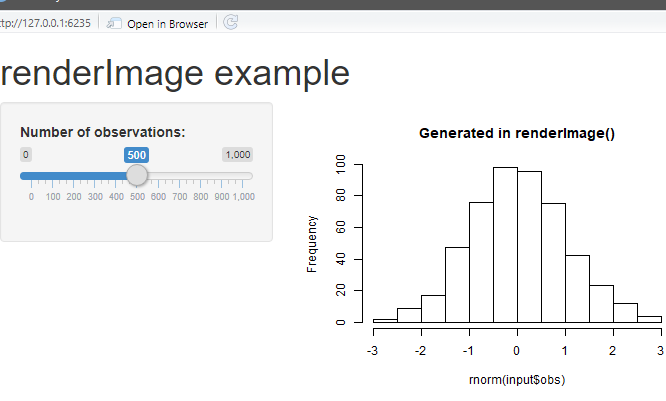 ttp://127.0.0.1:6235
Open in Browser
renderImage example
Number of observations:
0 500 1,000
0 100 200 300 400 500 600 700 800 900 1,000
Generated in renderImage()
Frequency
0 20 40 60 80 100
-3 -2 -1 0 1 2 3
rnorm(input$obs)